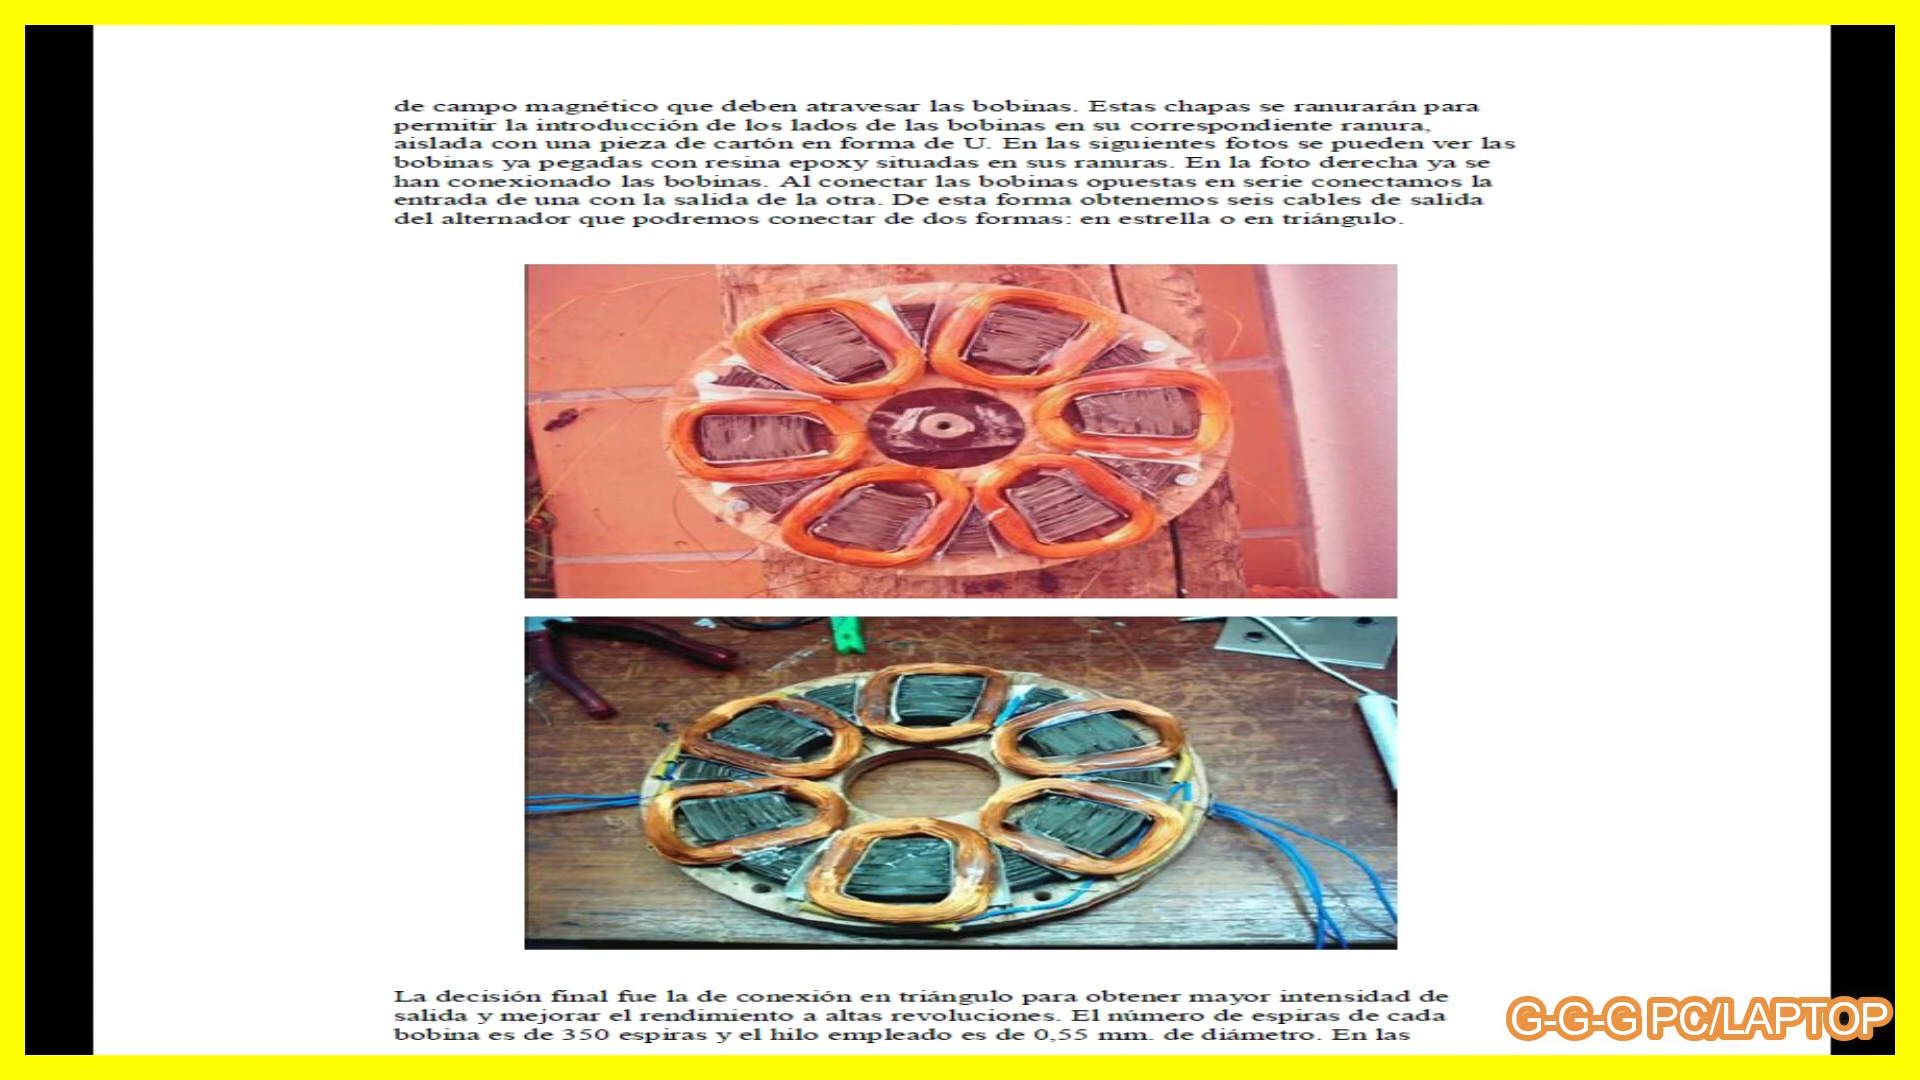 de campo magnético que deben atravesar las bobinas. Estas chapas se ranurarán para
permitir la introducción de los lados de las bobinas en su correspondiente ranura,
aislada con una pieza de cartón en forma de U. En las siguientes fotos se pueden ver las
bobinas ya pegadas con resina epoxy situadas en sus ranuras. En la foto derecha ya se
han conexionado las bobinas. Al conectar las bobinas opuestas en serie conectamos la
entrada de una con la salida de la otra. De esta forma obtenemos seis cables de salida
del alternador que podremos conectar de dos formas: en estrella o en triángulo.
La decisión final fue la de conexión en triángulo para obtener mayor intensidad de
salida y mejorar el rendimiento a altas revoluciones. El número de espiras de cada
bobina es de 350 espiras y el hilo empleado es de 0,55 mm. de diámetro. En las
G-G-G PC/LAPTOP